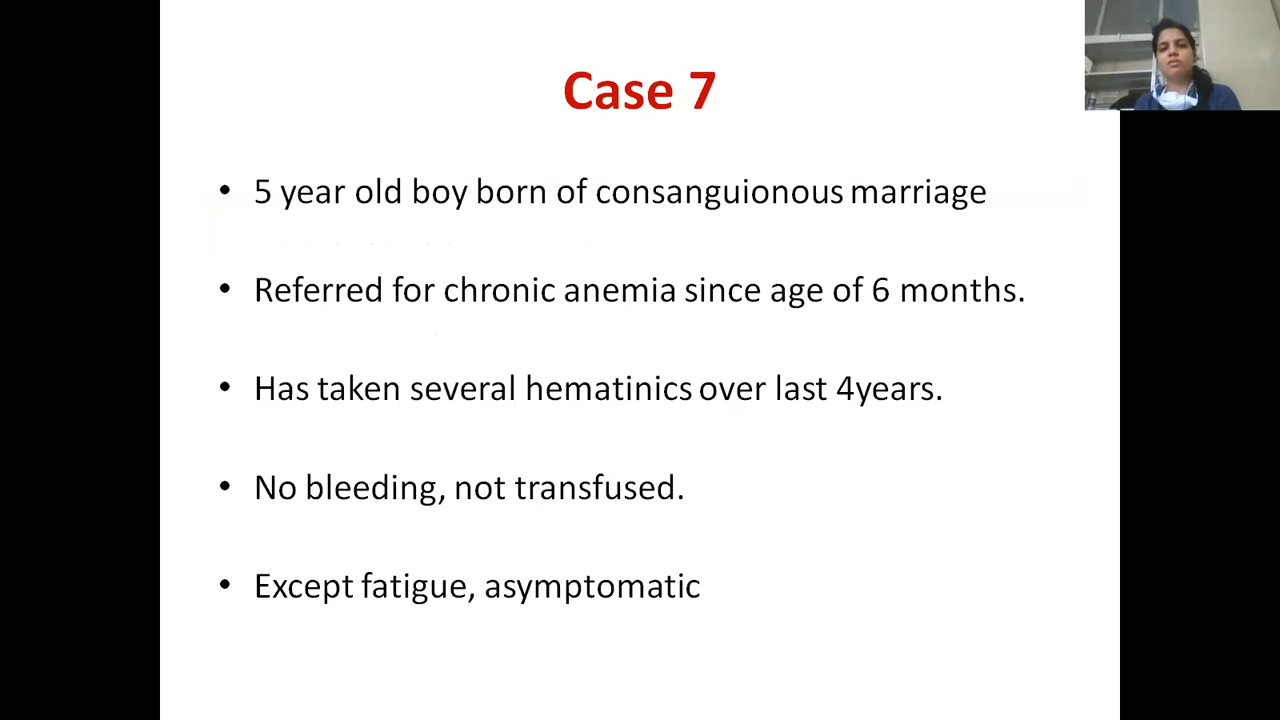 Case 7
• 5 year old boy born of consanguionous marriage
• Referred for chronic anemia since age of 6 months.
• Has taken several hematinics over last 4years.
• No bleeding, not transfused.
• Except fatigue, asymptomatic